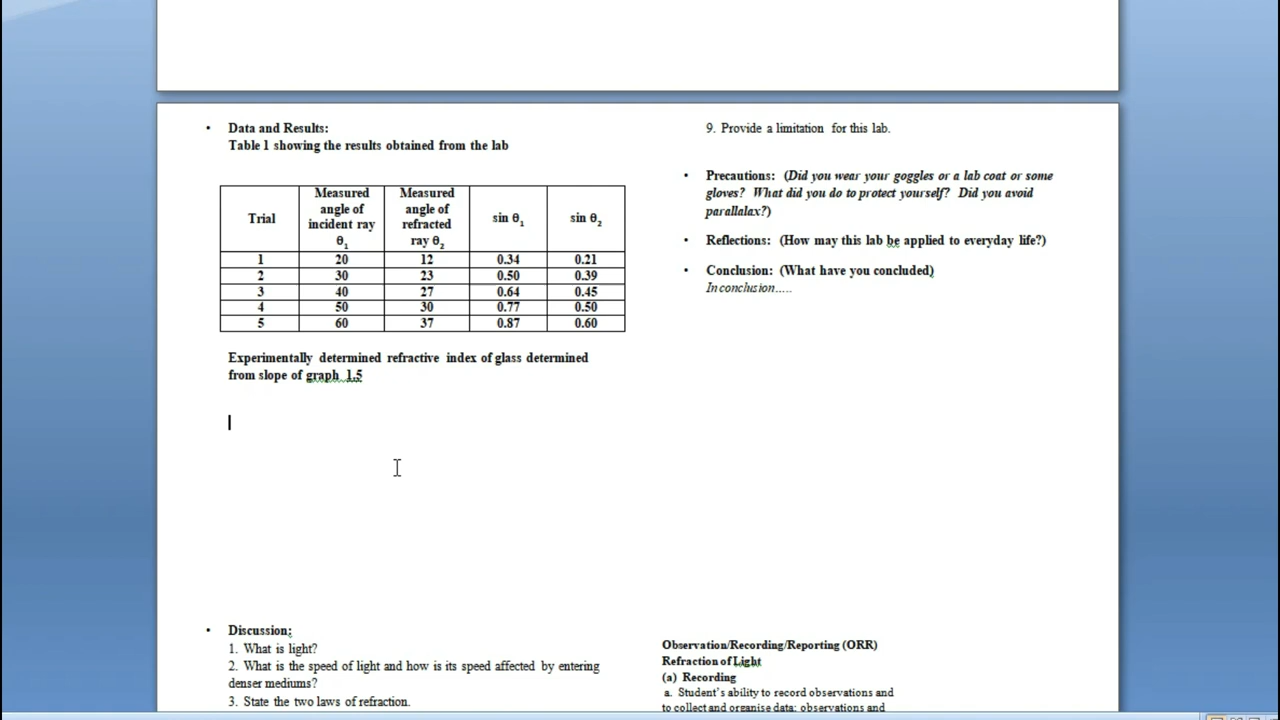 • Data and Results:
Table 1 showing the results obtained from the lab
Trial Measured angle of incident ray θ1 Measured angle of refracted ray θ2 sin θ1 sin θ2
1 20 12 0.34 0.21
2 30 23 0.50 0.39
3 40 27 0.64 0.45
4 50 30 0.77 0.50
5 60 37 0.87 0.60
Experimentally determined refractive index of glass determined
from slope of graph 1.5
• Discussion;
1. What is light?
2. What is the speed of light and how is its speed affected by entering
denser mediums?
3. State the two laws of refraction.
9. Provide a limitation for this lab.
• Precautions: (Did you wear your goggles or a lab coat or some
gloves? What did you do to protect yourself? Did you avoid
parallalax?)
• Reflections: (How may this lab be applied to everyday life?)
• Conclusion: (What have you concluded)
In conclusion.....
Observation/Recording/Reporting (ORR)
Refraction of Light
(a) Recording
a. Student's ability to record observations and
to collect and organise data: observations and